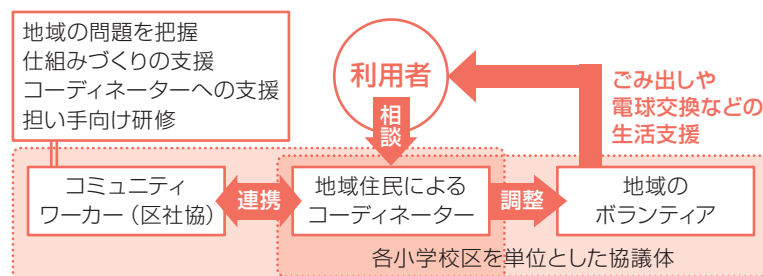 地域の問題を把握
仕組みづくりの支援
コーディネーターへの支援
担い手向け研修
利用者
相談
ごみ出しや
電球交換などの
生活支援
コミュニティ
ワーカー（区社協）
連携
地域住民による
コーディネーター
調整
地域の
ボランティア
各小学校区を単位とした協議体